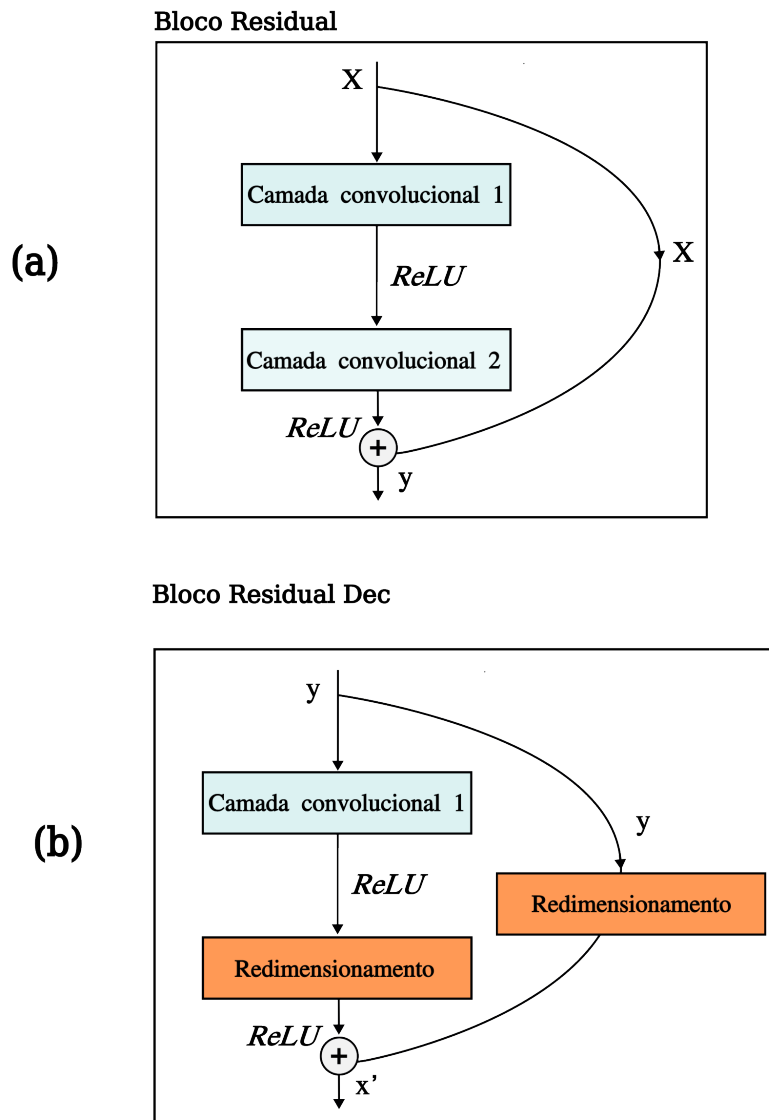 Bloco Residual
(a)
X
Camada convolucional 1
X
ReLU
Camada convolucional 2
ReLU
+
y
Bloco Residual Dec
(b)
y
Camada convolucional 1
y
ReLU
Redimensionamento
Redimensionamento
ReLU
+
x'